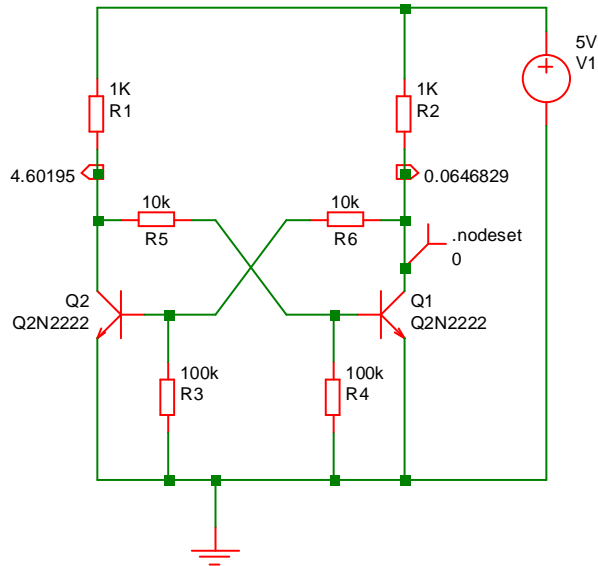 5V
V1
1K
R1
1K
R2
4.60195
0.0646829
10k
R5
10k
R6
.nodeset
0
Q2
Q2N2222
Q1
Q2N2222
100k
R3
100k
R4